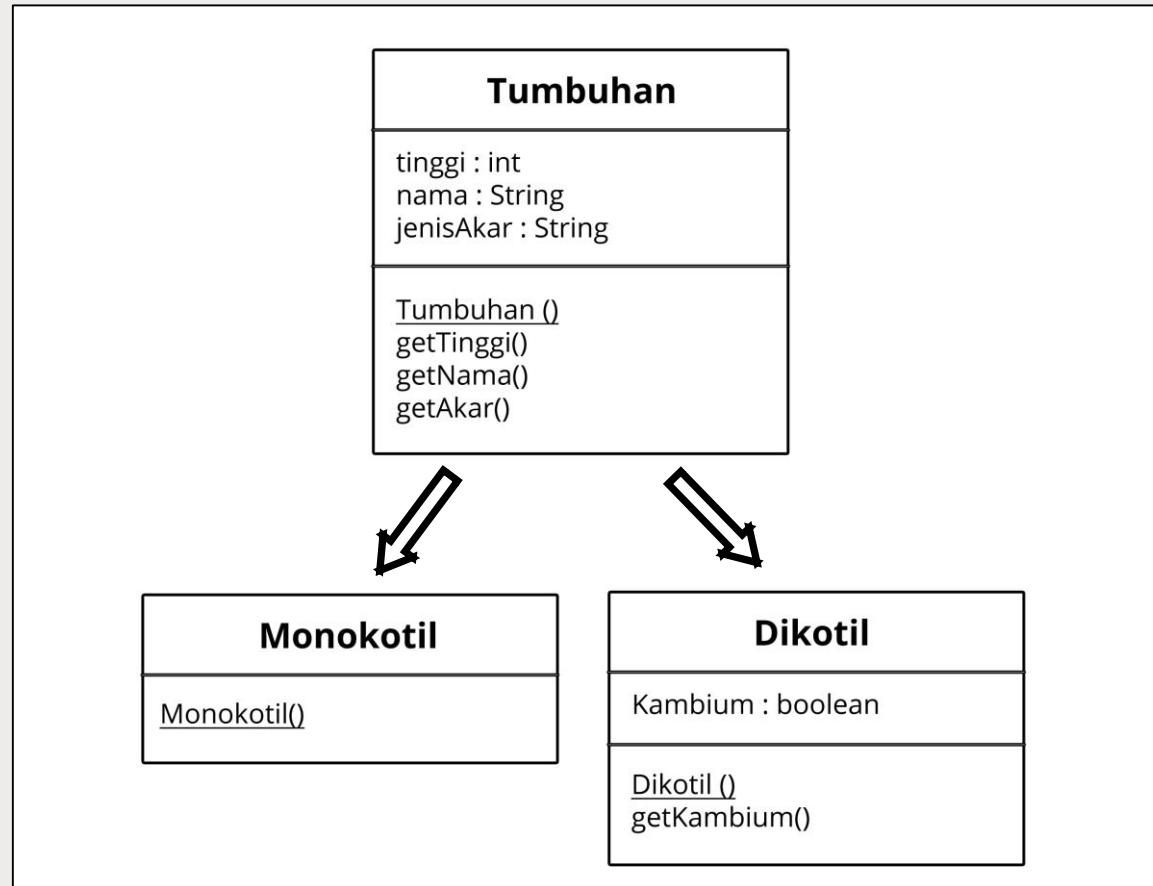 Tumbuhan
tinggi : int
nama : String
jenisAkar : String
Tumbuhan ()
getTinggi()
getNama()
getAkar()
Monokotil
Monokotil()
Dikotil
Kambium : boolean
Dikotil ()
getKambium()